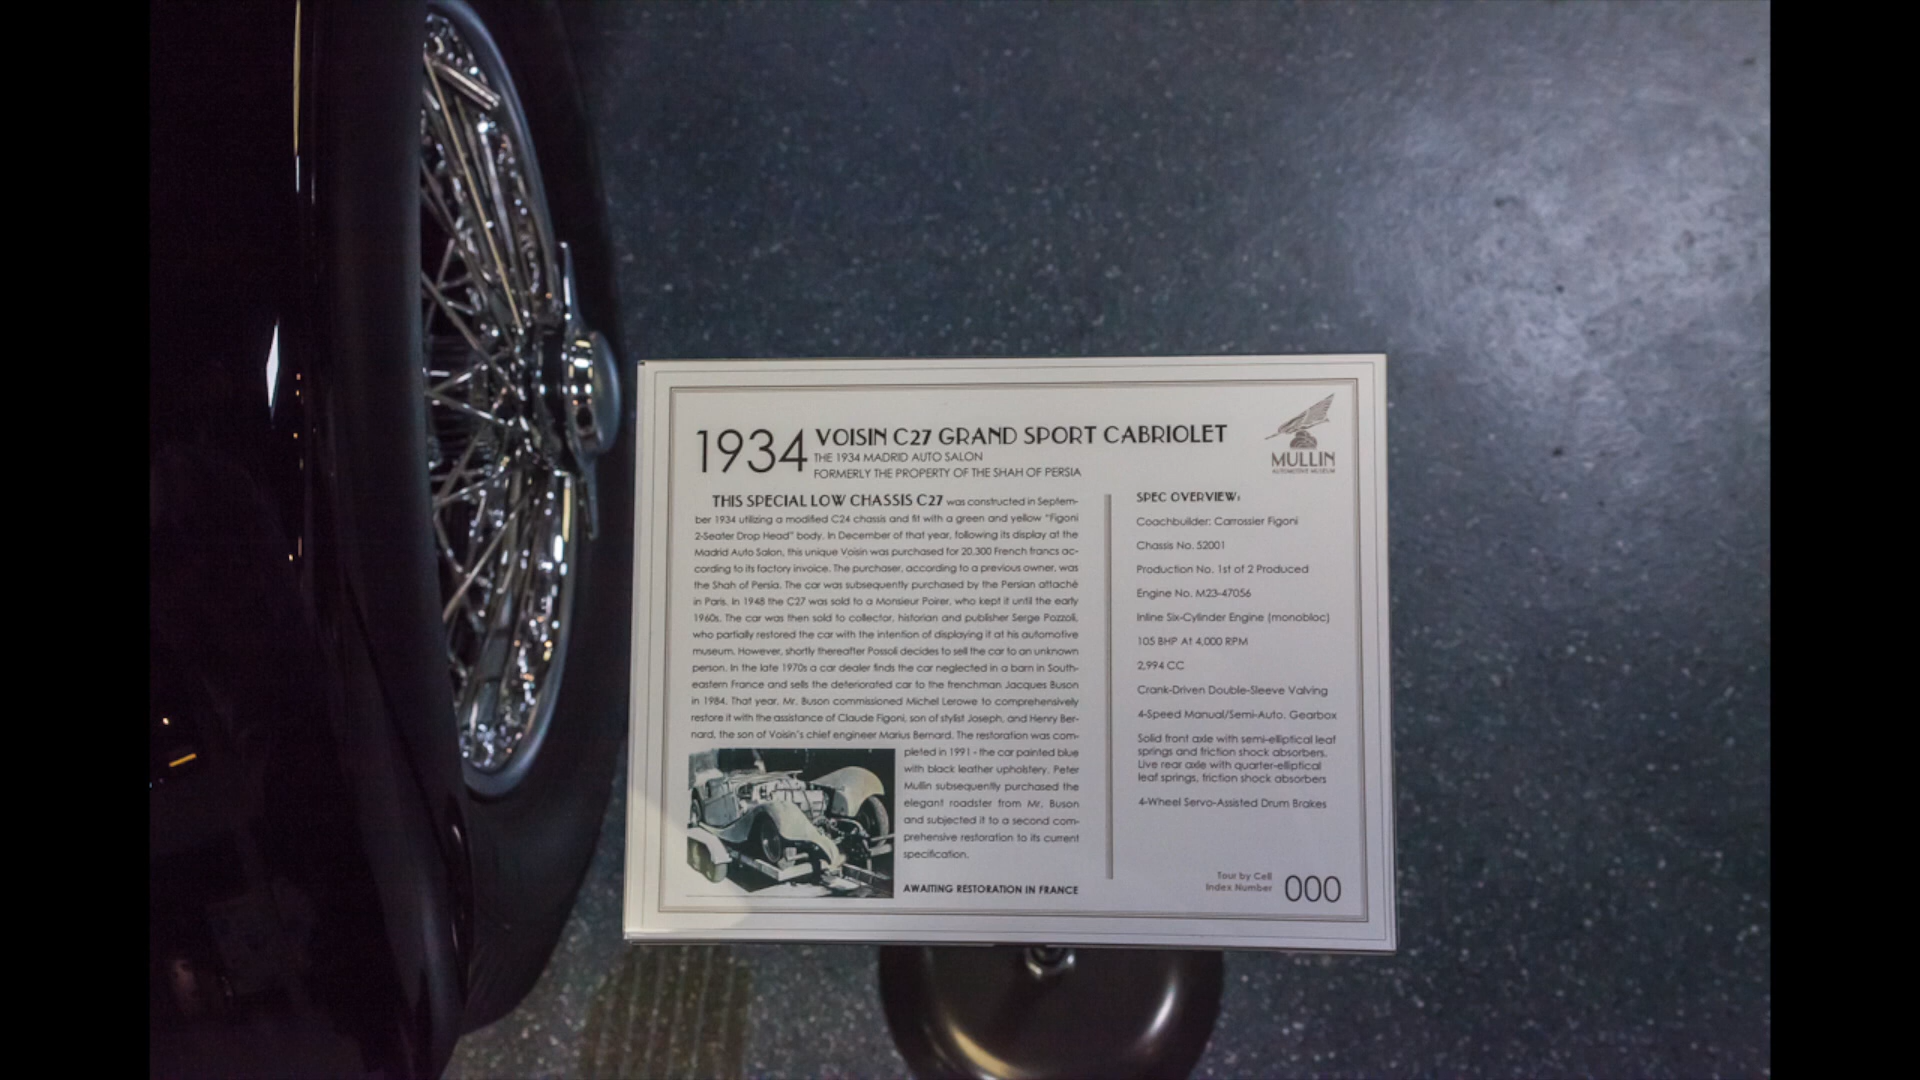 1934
VOISIN C27 GRAND SPORT CABRIOLET
THE 1934 MADRID AUTO SALON
FORMERLY THE PROPERTY OF THE SHAH OF PERSIA
MULLIN
AUTOMOTIVE MUSEUM
THIS SPECIAL LOW CHASSIS C27 was constructed in Septem-
ber 1934 utilizing a modified C24 chassis and fit with a green and yellow "Figoni
2-Seater Drop Head" body. In December of that year, following its display at the
Madrid Auto Salon, this unique Voisin was purchased for 20,300 French francs ac-
cording to its factory invoice. The purchaser, according to a previous owner, was
the Shah of Persia. The car was subsequently purchased by the Persian attaché
in Paris. In 1948 the C27 was sold to a Monsieur Poirer, who kept it until the early
1960s. The car was then sold to collector, historian and publisher Serge Pozzoli,
who partially restored the car with the intention of displaying it at his automotive
museum. However, shortly thereafter Possoli decides to sell the car to an unknown
person. In the late 1970s a car dealer finds the car neglected in a barn in South-
eastern France and sells the deteriorated car to the frenchman Jacques Buson
in 1984. That year, Mr. Buson commissioned Michel Lerowe to comprehensively
restore it with the assistance of Claude Figoni, son of stylist Joseph, and Henry Ber-
nard, the son of Voisin's chief engineer Marius Bernard. The restoration was com-
pleted in 1991 - the car painted blue
with black leather upholstery. Peter
Mullin subsequently purchased the
elegant roadster from Mr. Buson
and subjected it to a second com-
prehensive restoration to its current
specification.
AWAITING RESTORATION IN FRANCE
SPEC OVERVIEW:
Coachbuilder: Carrossier Figoni
Chassis No. 52001
Production No. 1st of 2 Produced
Engine No. M23-47056
Inline Six-Cylinder Engine (monobloc)
105 BHP At 4,000 RPM
2,994 CC
Crank-Driven Double-Sleeve Valving
4-Speed Manual/Semi-Auto. Gearbox
Solid front axle with semi-elliptical leaf
springs and friction shock absorbers.
Live rear axle with quarter-elliptical
leaf springs, friction shock absorbers
4-Wheel Servo-Assisted Drum Brakes
Tour by Cell
Index Number
000